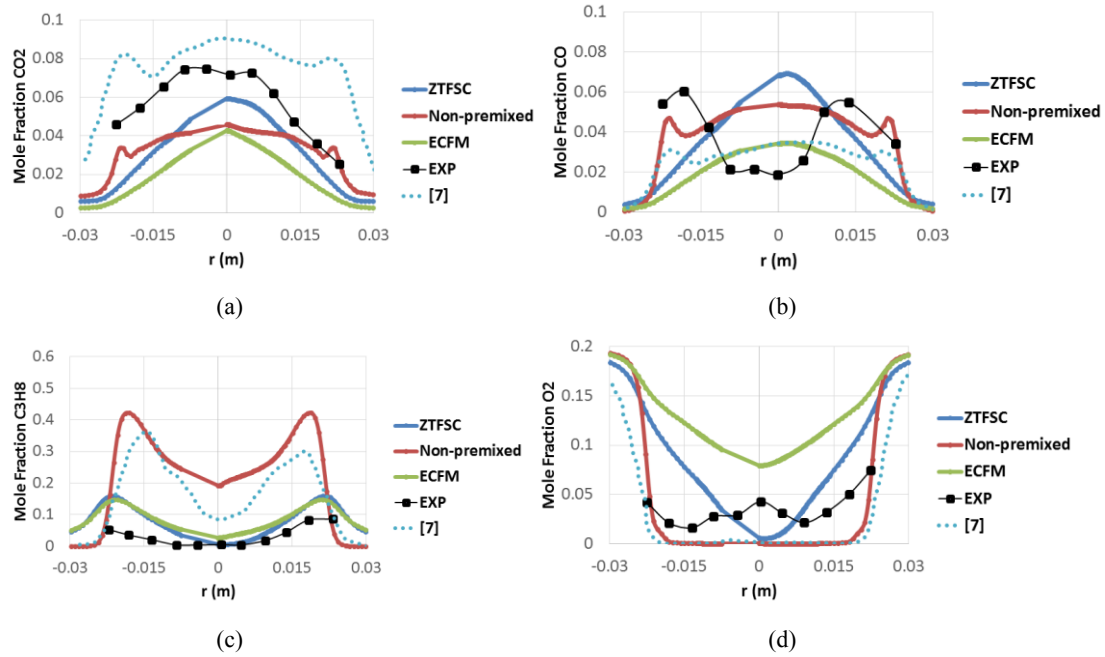 Mole Fraction CO2
0.1
0.08
0.06
0.04
0.02
0
-0.03
-0.015
0
0.015
0.03
r (m)
ZTFSC
Non-premixed
ECFM
EXP
[7]
(a)
Mole Fraction CO
0.1
0.08
0.06
0.04
0.02
0
-0.03
-0.015
0
0.015
0.03
r (m)
ZTFSC
Non-premixed
ECFM
EXP
[7]
(b)
Mole Fraction C3H8
0.6
0.5
0.4
0.3
0.2
0.1
0
-0.03
-0.015
0
0.015
0.03
r (m)
ZTFSC
Non-premixed
ECFM
EXP
[7]
(c)
Mole Fraction O2
0.2
0.15
0.1
0.05
0
-0.03
-0.015
0
0.015
0.03
r (m)
ZTFSC
Non-premixed
ECFM
EXP
[7]
(d)